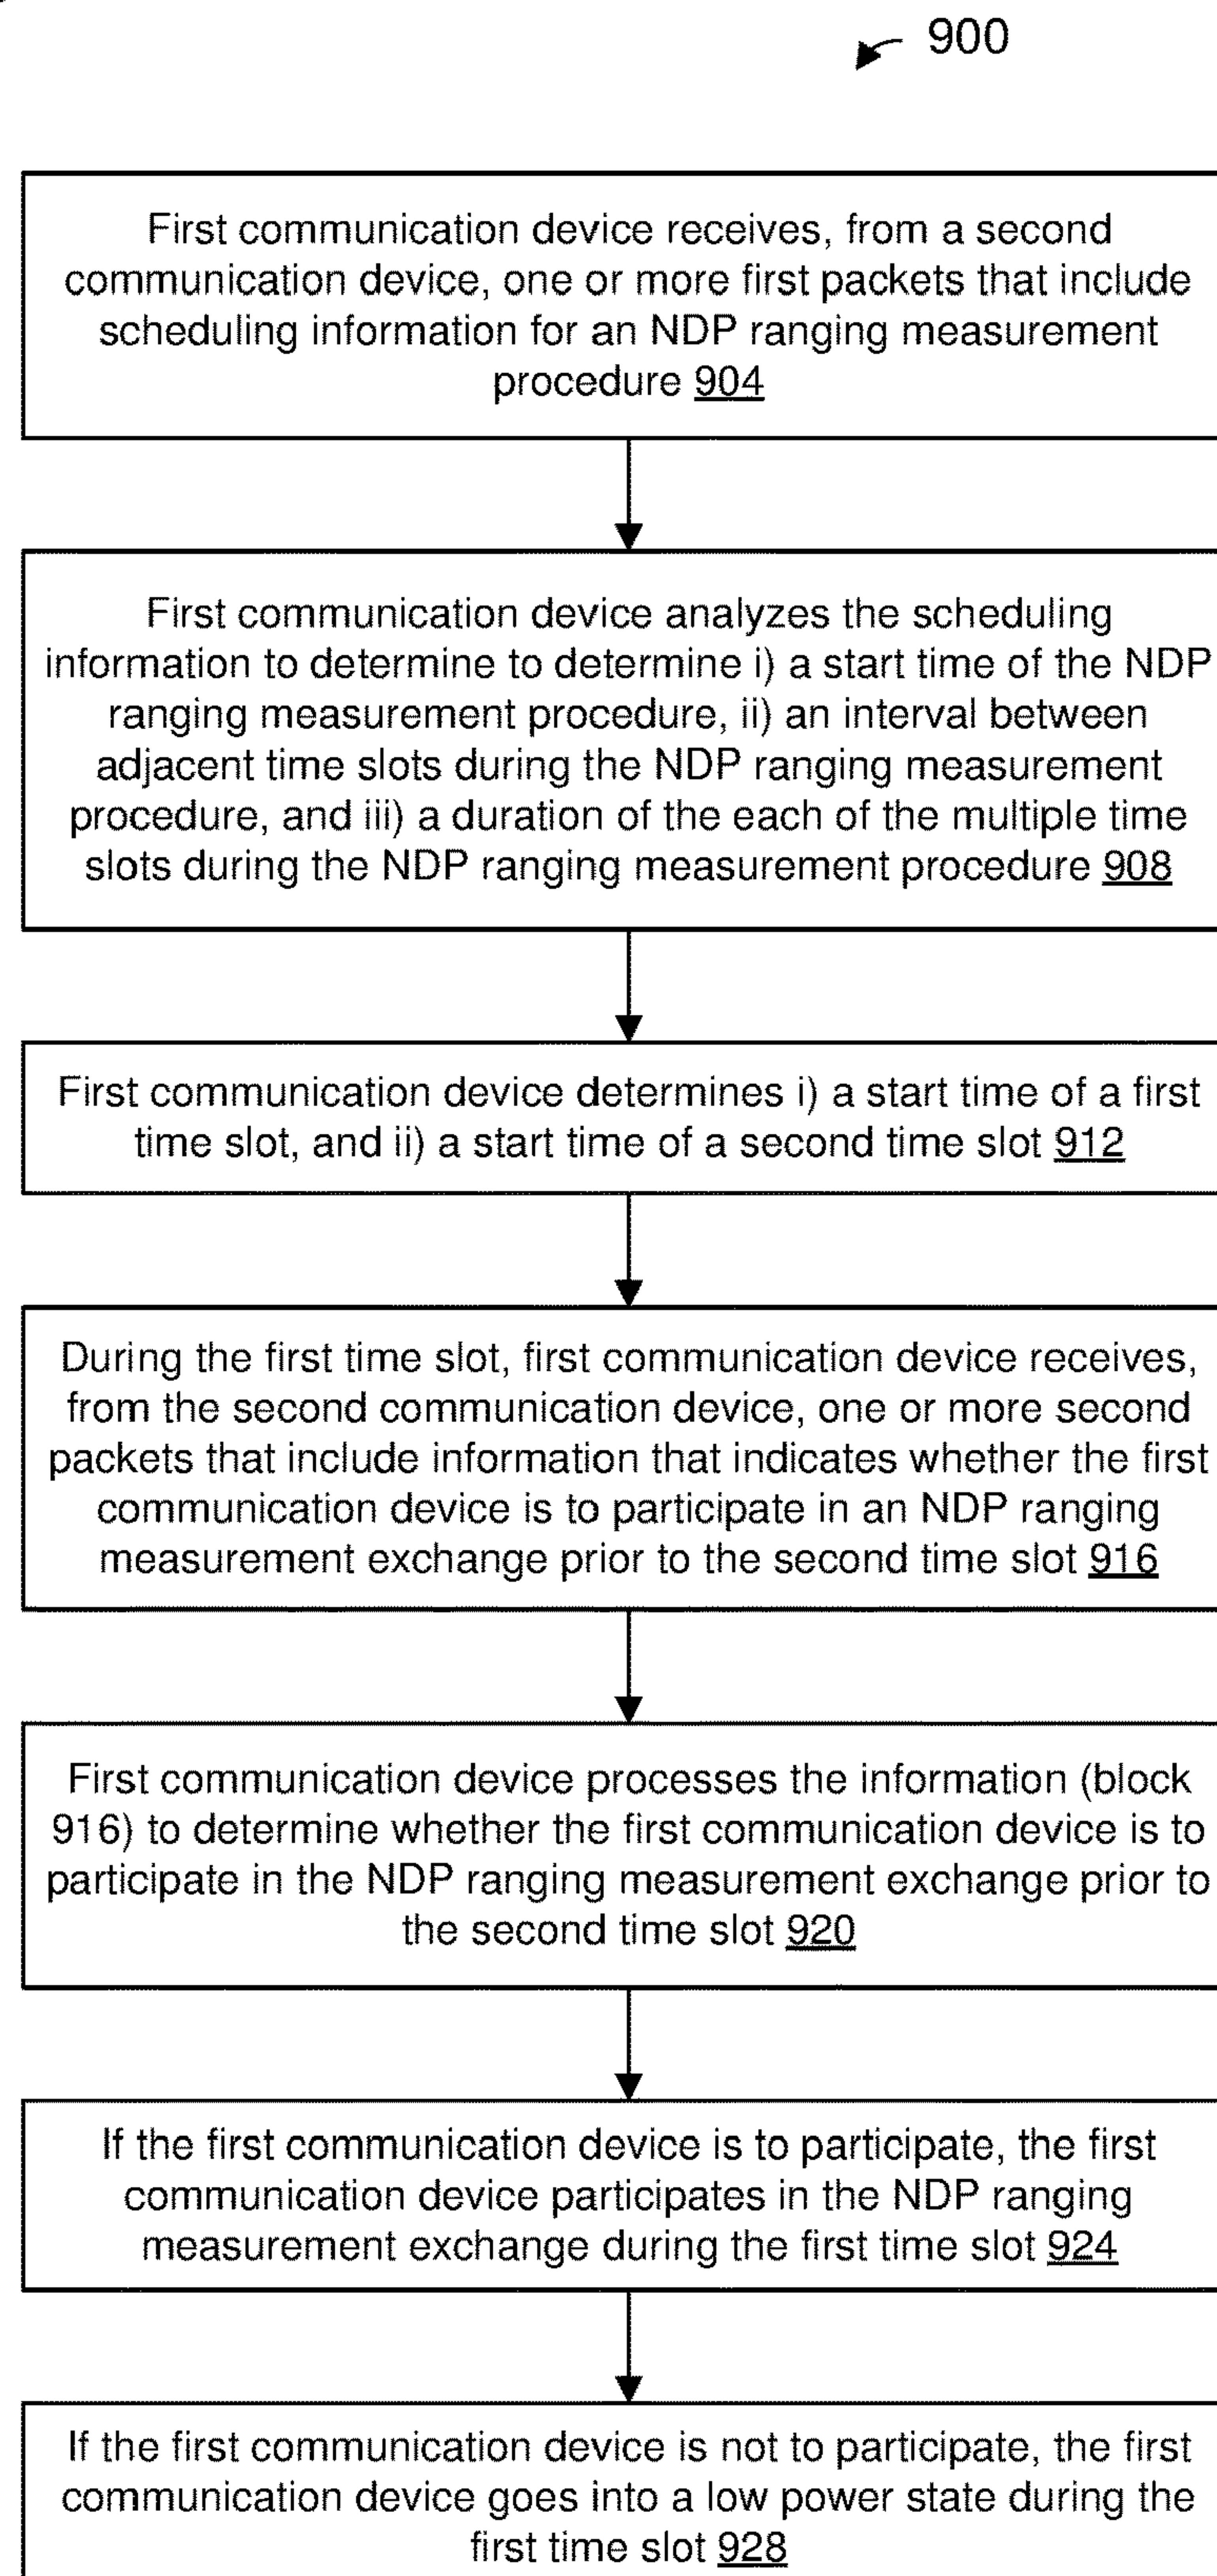 900
First communication device receives, from a second
communication device, one or more first packets that include
scheduling information for an NDP ranging measurement
procedure 904
First communication device analyzes the scheduling
information to determine to determine i) a start time of the NDP
ranging measurement procedure, ii) an interval between
adjacent time slots during the NDP ranging measurement
procedure, and iii) a duration of the each of the multiple time
slots during the NDP ranging measurement procedure 908
First communication device determines i) a start time of a first
time slot, and ii) a start time of a second time slot 912
During the first time slot, first communication device receives,
from the second communication device, one or more second
packets that include information that indicates whether the first
communication device is to participate in an NDP ranging
measurement exchange prior to the second time slot 916
First communication device processes the information (block
916) to determine whether the first communication device is to
participate in the NDP ranging measurement exchange prior to
the second time slot 920
If the first communication device is to participate, the first
communication device participates in the NDP ranging
measurement exchange during the first time slot 924
If the first communication device is not to participate, the first
communication device goes into a low power state during the
first time slot 928